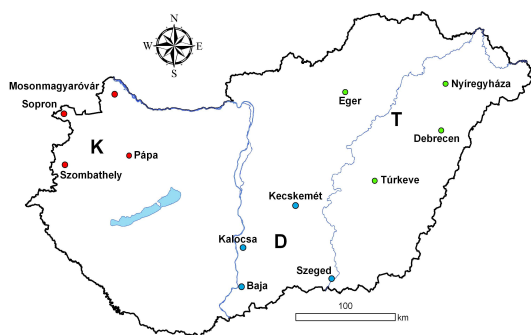 N
W E
S
Mosonmagyaróvár
Sopron
Nyíregyháza
Eger
T
Debrecen
K
Pápa
Szombathely
Túrkeve
Kecskemét
Kalocsa
D
Szeged
Baja
100
km